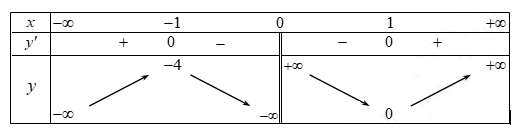 x −∞ −1 0 1 +∞
y' + 0 − − 0 +
−4 +∞ +∞
y
−∞ −∞ 0